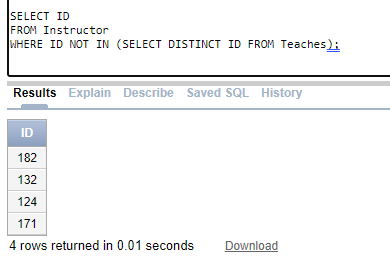 SELECT ID
FROM Instructor
WHERE ID NOT IN (SELECT DISTINCT ID FROM Teaches);
Results Explain Describe Saved SQL History
ID
182
132
124
171
4 rows returned in 0.01 seconds Download